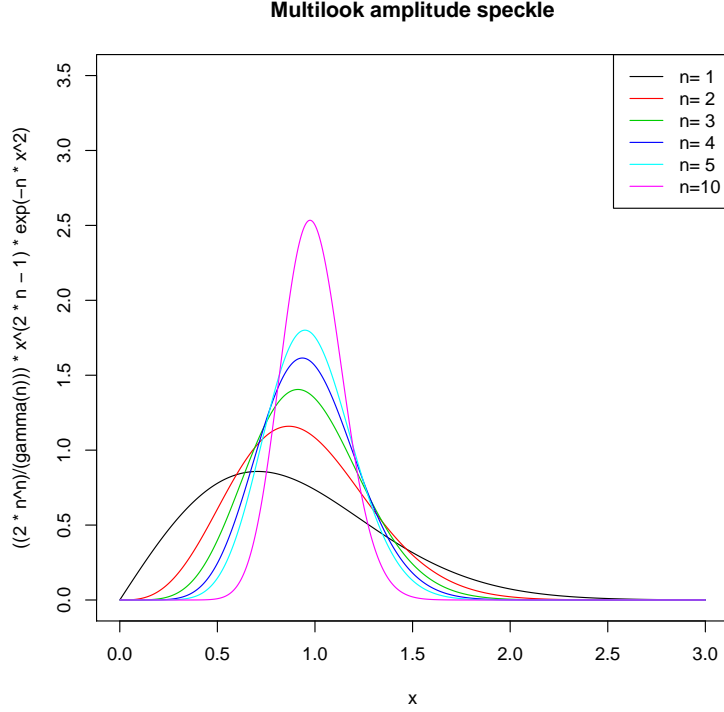 Multilook amplitude speckle
((2 * n^n)/(gamma(n))) * x^(2 * n − 1) * exp(−n * x^2)
3.5
3.0
2.5
2.0
1.5
1.0
0.5
0.0
n= 1
n= 2
n= 3
n= 4
n= 5
n=10
0.0 0.5 1.0 1.5 2.0 2.5 3.0
x